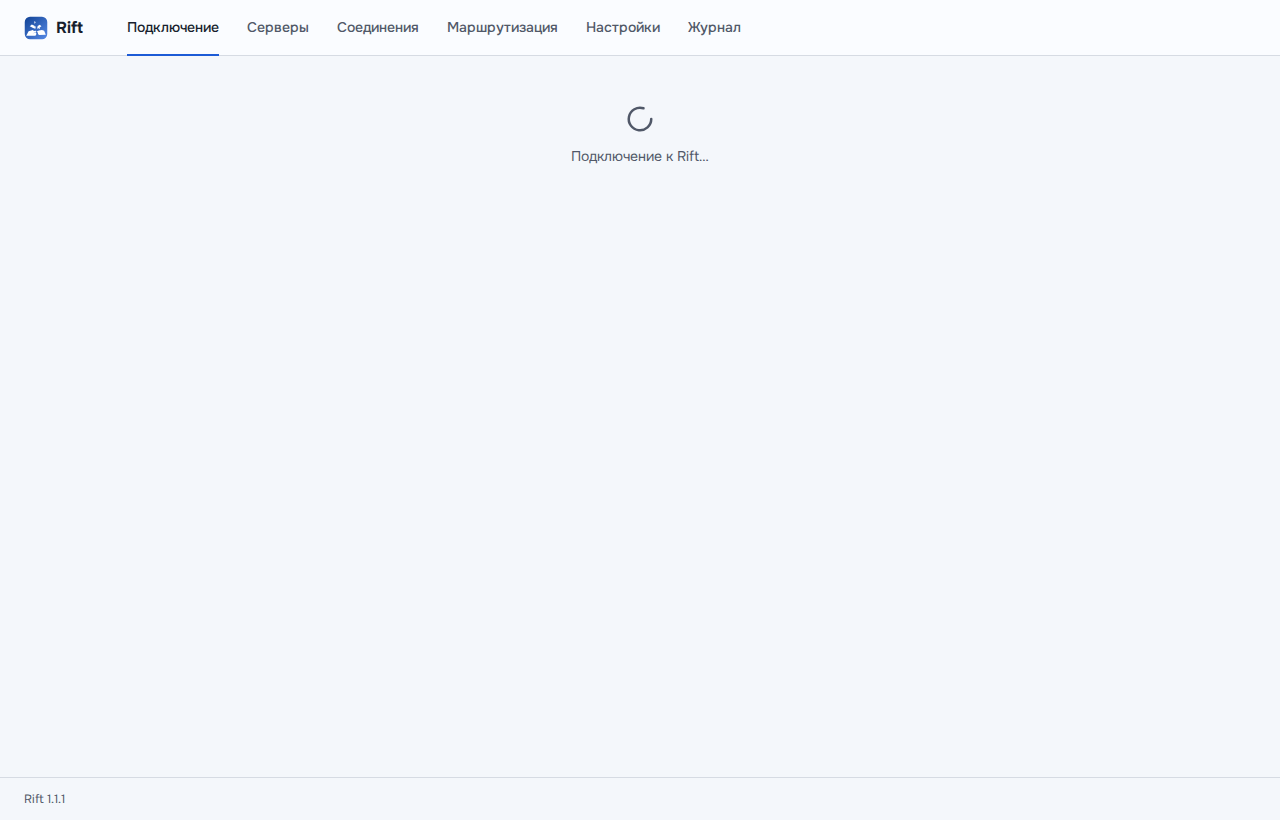 Rift
Подключение
Серверы
Соединения
Маршрутизация
Настройки
Журнал
Подключение к Rift...
Rift 1.1.1